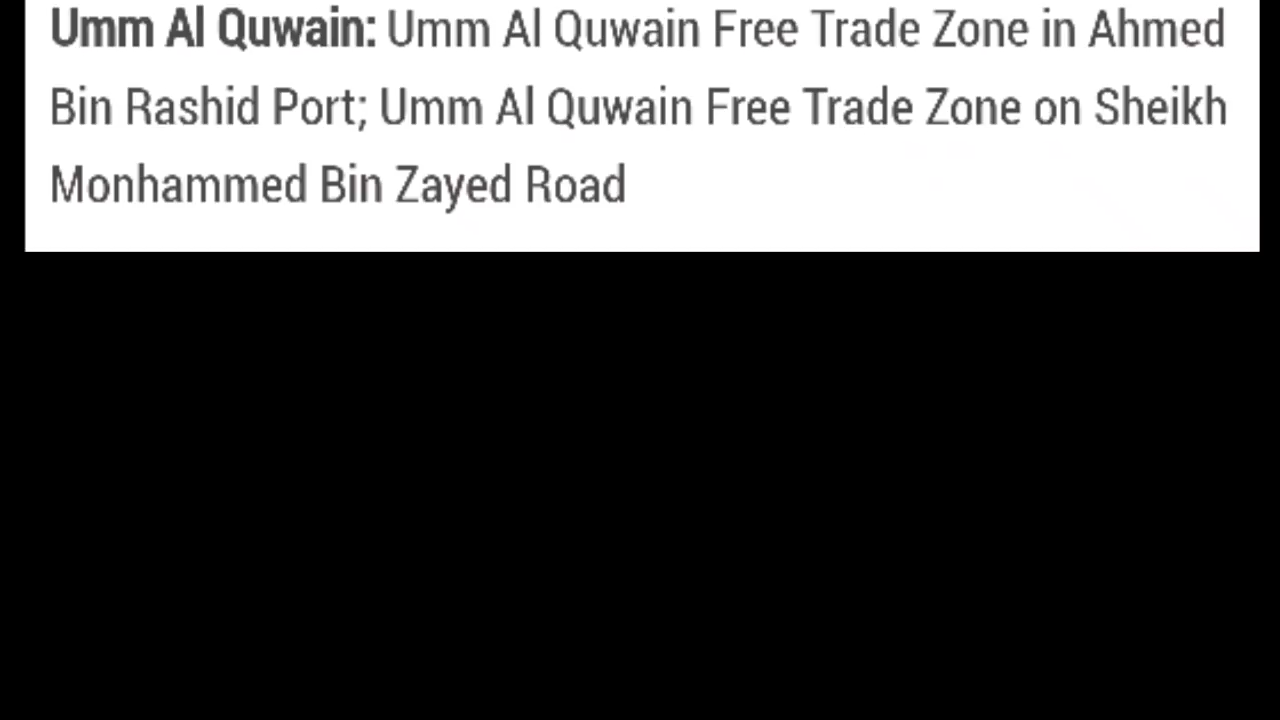 Umm Al Quwain: Umm Al Quwain Free Trade Zone in Ahmed
Bin Rashid Port; Umm Al Quwain Free Trade Zone on Sheikh
Monhammed Bin Zayed Road